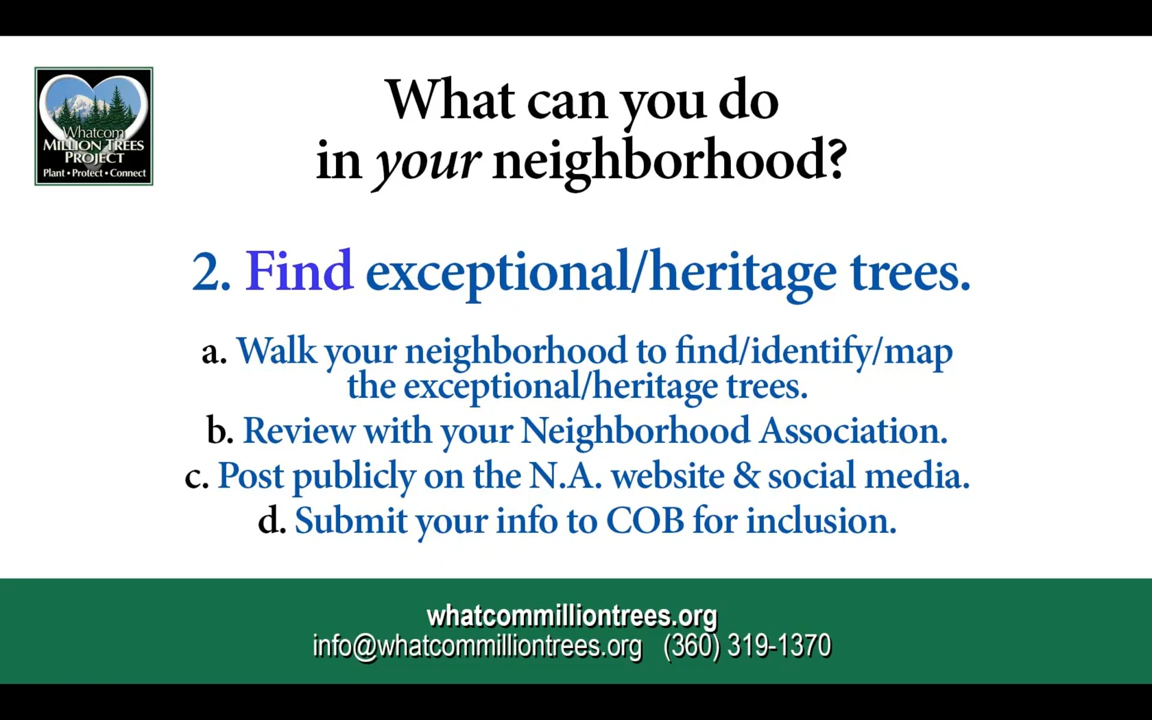 Whatcom
MILLION TREES
PROJECT
Plant • Protect • Connect
What can you do
in your neighborhood?
2. Find exceptional/heritage trees.
a. Walk your neighborhood to find/identify/map
the exceptional/heritage trees.
b. Review with your Neighborhood Association.
c. Post publicly on the N.A. website & social media.
d. Submit your info to COB for inclusion.
whatcommilliontrees.org
info@whatcommilliontrees.org (360) 319-1370